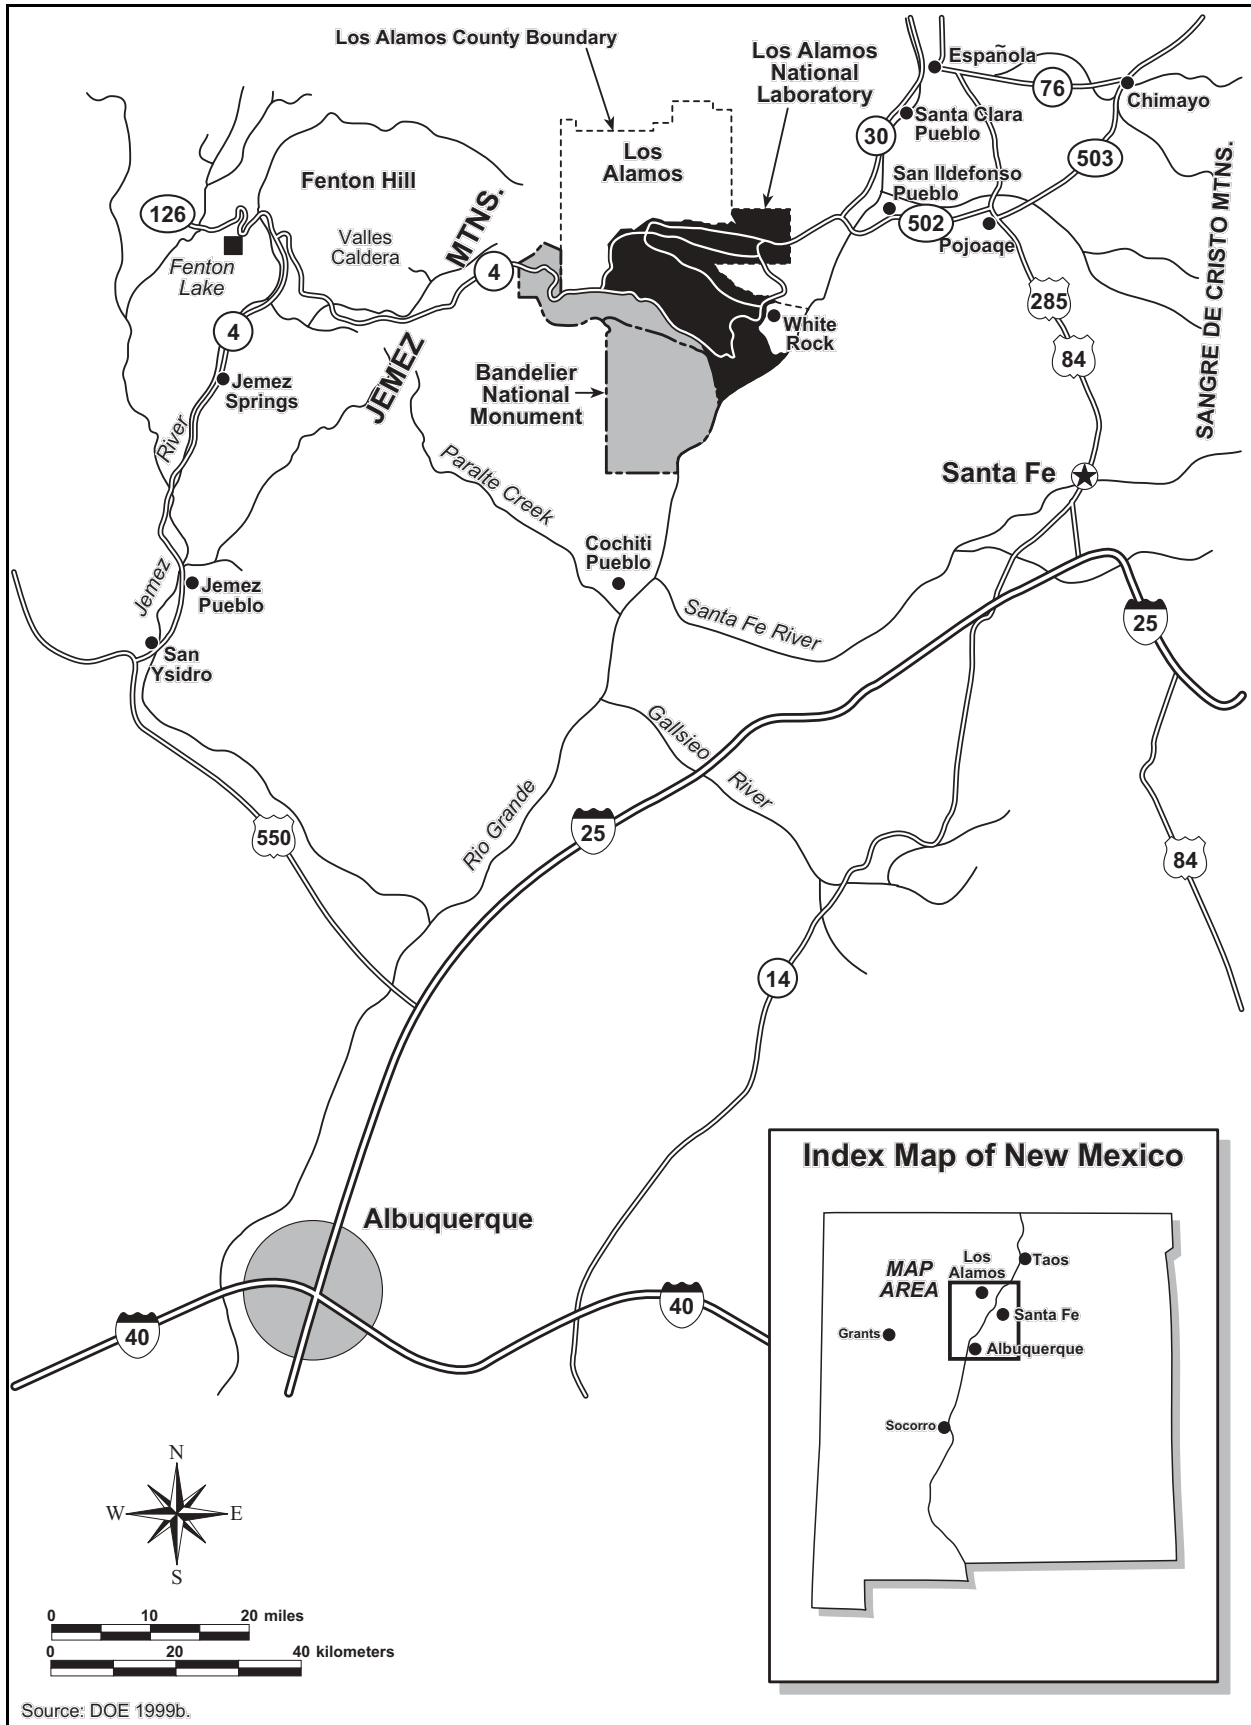 Los Alamos County Boundary
Los Alamos
National
Laboratory
Española
76
Chimayo
Santa Clara
Pueblo
30
503
Los
Alamos
San Ildefonso
Pueblo
Fenton Hill
126
502
Pojoaqe
SANGRE DE CRISTO MTNS.
Valles
Caldera
MTNS.
4
Fenton
Lake
285
4
White
Rock
84
JEMEZ
Jemez
Springs
Bandelier
National
Monument
River
Paralte Creek
Santa Fe
Cochiti
Pueblo
Jemez
Jemez
Pueblo
Santa Fe River
25
San
Ysidro
Gallsieo
River
Rio Grande
550
25
84
14
Albuquerque
40
40
Index Map of New Mexico
MAP
AREA
Los
Alamos
Taos
Santa Fe
Grants
Albuquerque
Socorro
N
W
E
S
0 10 20 miles
0 20 40 kilometers
Source: DOE 1999b.